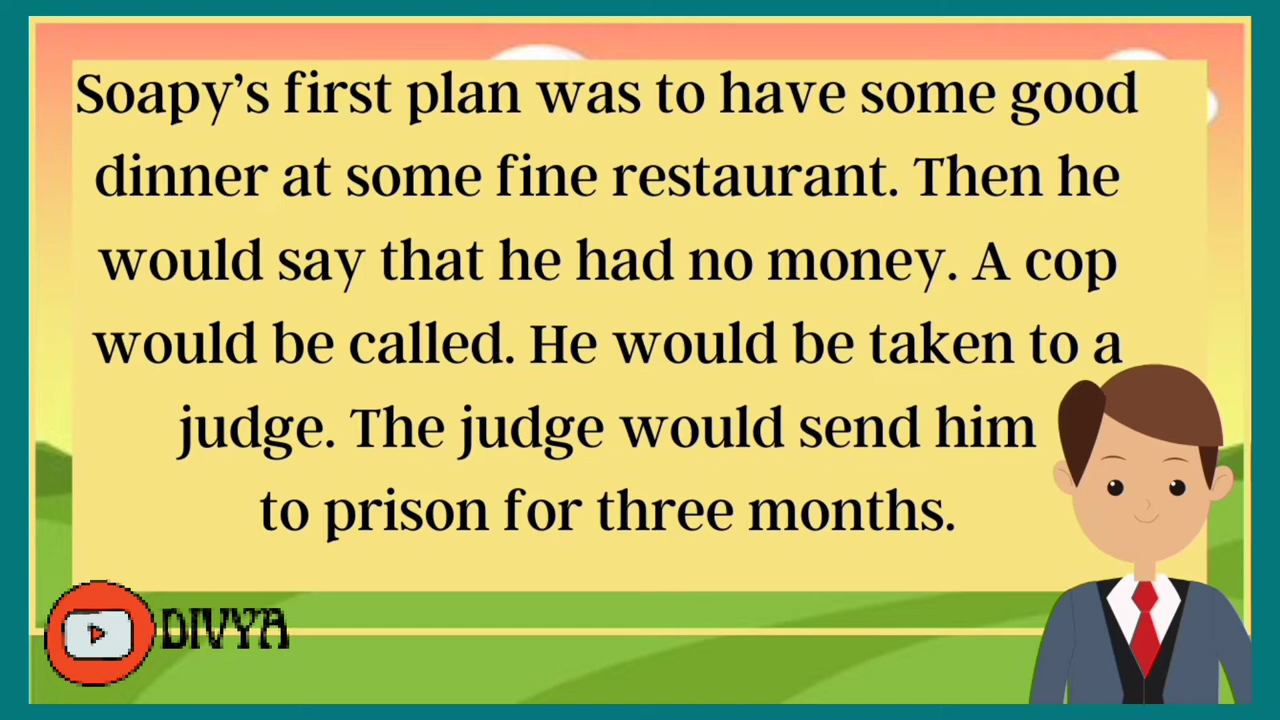 Soapy’s first plan was to have some good
dinner at some fine restaurant. Then he
would say that he had no money. A cop
would be called. He would be taken to a
judge. The judge would send him
to prison for three months.
DIVYA